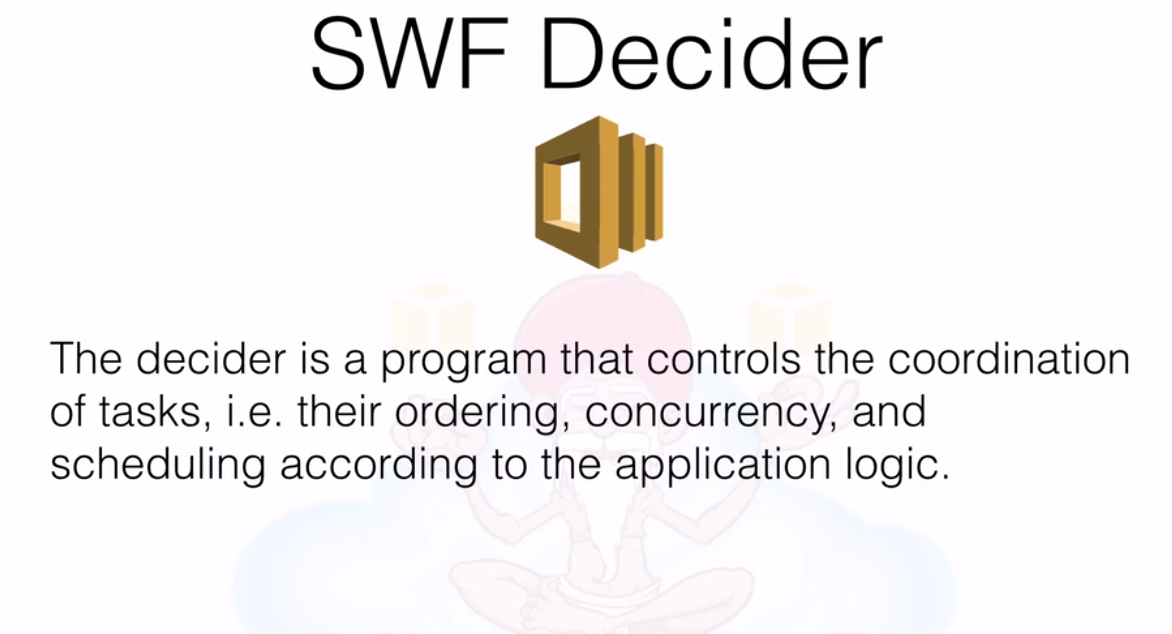 SWF Decider
The decider is a program that controls the coordination
of tasks, i.e. their ordering, concurrency, and
scheduling according to the application logic.